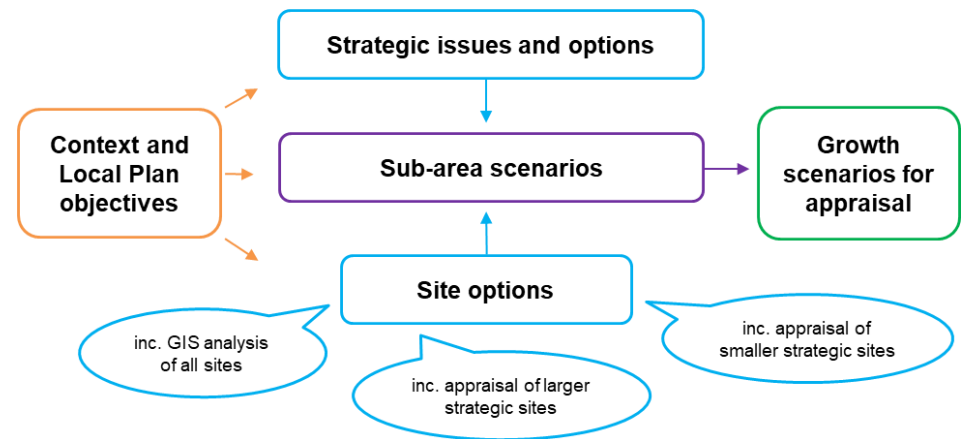 Strategic issues and options
Context and
Local Plan
objectives
Sub-area scenarios
Growth
scenarios for
appraisal
Site options
inc. GIS analysis
of all sites
inc. appraisal of larger
strategic sites
inc. appraisal of
smaller strategic sites